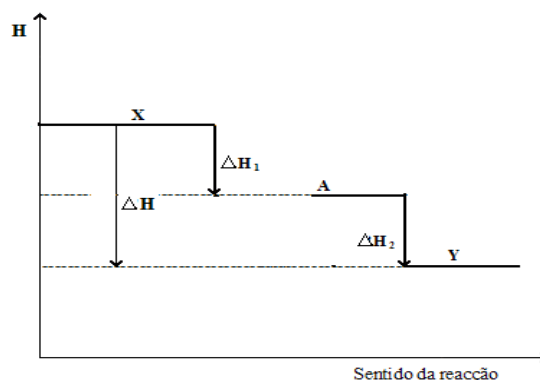 H
X
△H₁
A
△H
△H₂
Y
Sentido da reacção